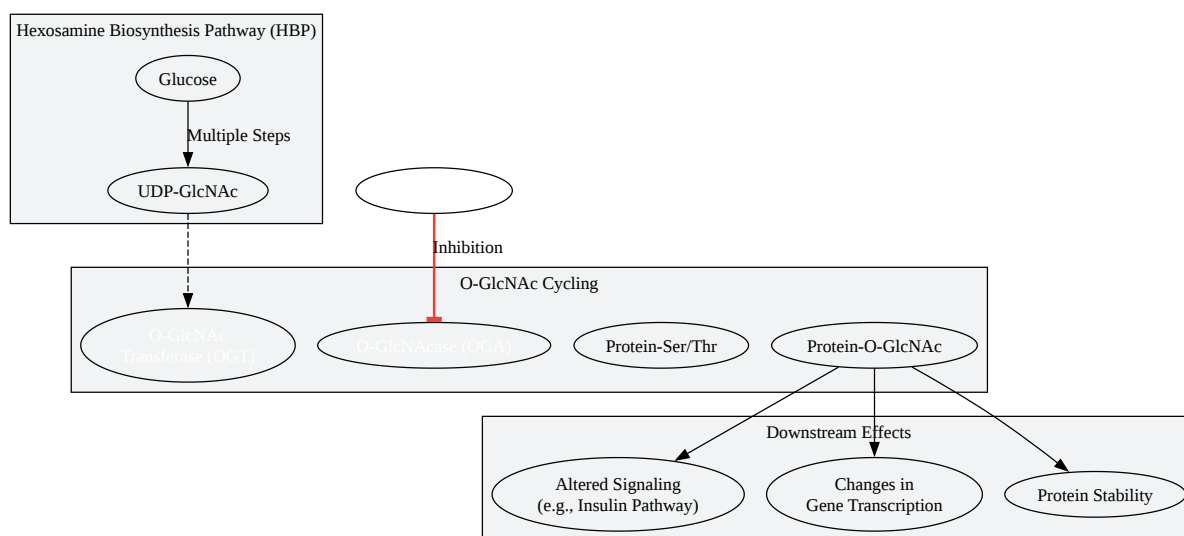 Hexosamine Biosynthesis Pathway (HBP)
Glucose
Multiple Steps
UDP-GlcNAc
Inhibition
O-GlcNAc Cycling
O-GlcNAc
Transferase (OGT)
O-GlcNAcase (OGA)
Protein-Ser/Thr
Protein-O-GlcNAc
Downstream Effects
Altered Signaling
(e.g., Insulin Pathway)
Changes in
Gene Transcription
Protein Stability